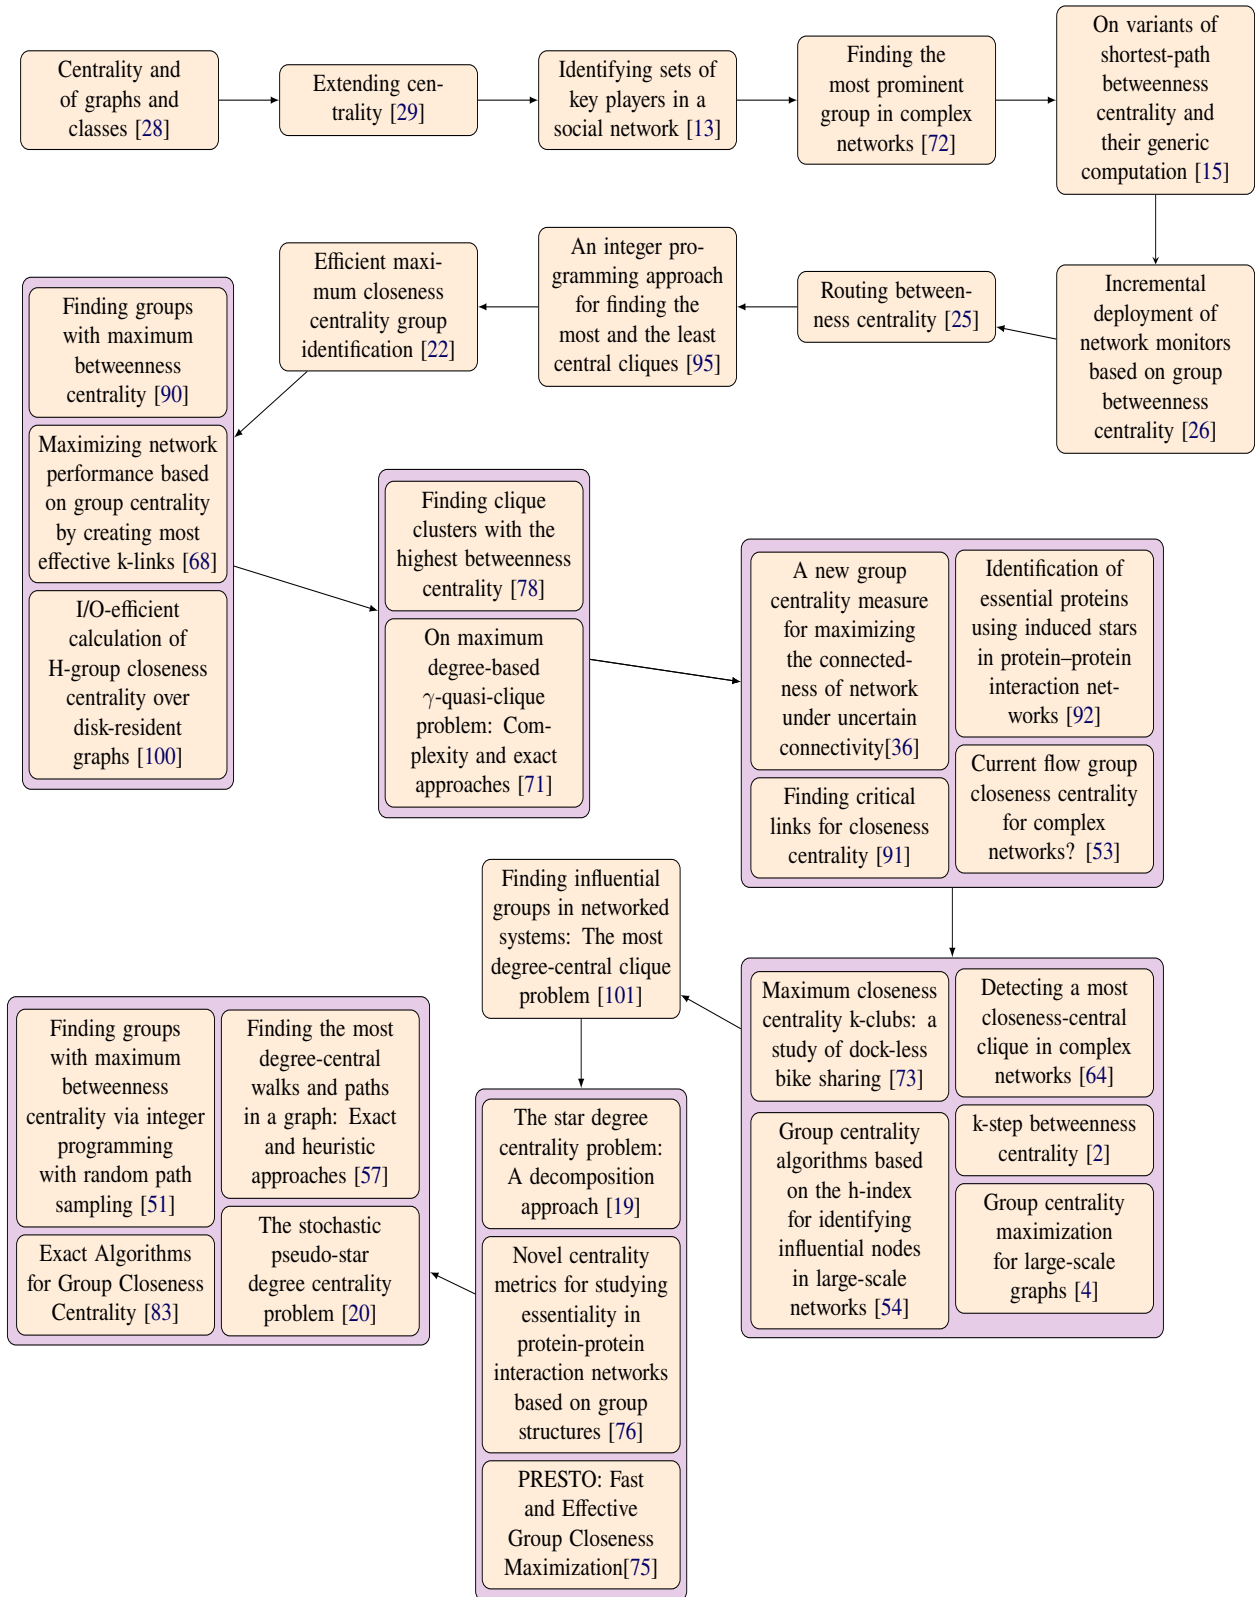 Centrality and
of graphs and
classes [28]
Extending cen-
trality [29]
Identifying sets of
key players in a
social network [13]
Finding the
most prominent
group in complex
networks [72]
On variants of
shortest-path
betweenness
centrality and
their generic
computation [15]
Incremental
deployment of
network monitors
based on group
betweenness
centrality [26]
Routing between-
ness centrality [25]
An integer pro-
gramming approach
for finding the
most and the least
central cliques [95]
Efficient maxi-
mum closeness
centrality group
identification [22]
Finding groups
with maximum
betweenness
centrality [90]
Maximizing network
performance based
on group centrality
by creating most
effective k-links [68]
I/O-efficient
calculation of
H-group closeness
centrality over
disk-resident
graphs [100]
Finding clique
clusters with the
highest betweenness
centrality [78]
On maximum
degree-based
γ-quasi-clique
problem: Com-
plexity and exact
approaches [71]
A new group
centrality measure
for maximizing
the connected-
ness of network
under uncertain
connectivity[36]
Finding critical
links for closeness
centrality [91]
Identification of
essential proteins
using induced stars
in protein–protein
interaction net-
works [92]
Current flow group
closeness centrality
for complex
networks? [53]
Maximum closeness
centrality k-clubs: a
study of dock-less
bike sharing [73]
Group centrality
algorithms based
on the h-index
for identifying
influential nodes
in large-scale
networks [54]
Detecting a most
closeness-central
clique in complex
networks [64]
k-step betweenness
centrality [2]
Group centrality
maximization
for large-scale
graphs [4]
Finding influential
groups in networked
systems: The most
degree-central clique
problem [101]
The star degree
centrality problem:
A decomposition
approach [19]
Novel centrality
metrics for studying
essentiality in
protein-protein
interaction networks
based on group
structures [76]
PRESTO: Fast
and Effective
Group Closeness
Maximization[75]
Finding groups
with maximum
betweenness
centrality via integer
programming
with random path
sampling [51]
Exact Algorithms
for Group Closeness
Centrality [83]
Finding the most
degree-central
walks and paths
in a graph: Exact
and heuristic
approaches [57]
The stochastic
pseudo-star
degree centrality
problem [20]